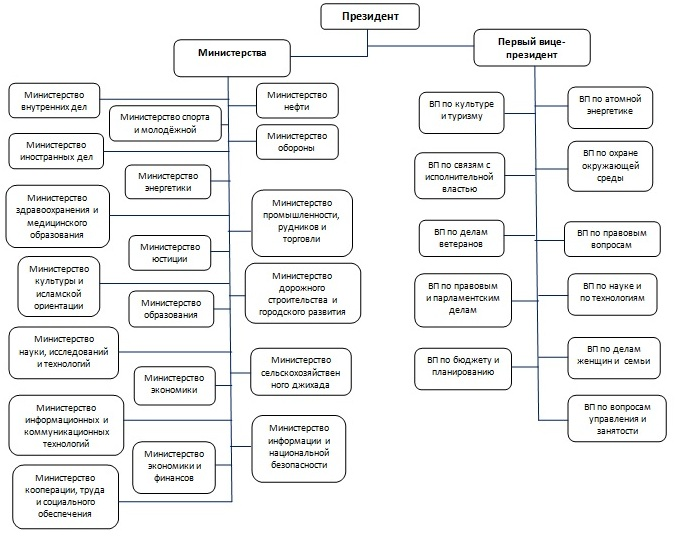 Президент
Министерства
Первый вице-
президент
Министерство
внутренних дел
Министерство
нефти
Министерство спорта
и молодёжной
Министерство
обороны
Министерство
иностранных дел
Министерство
энергетики
Министерство
здравоохранения и
медицинского
образования
Министерство
промышленности,
рудников и
торговли
Министерство
юстиции
Министерство
культуры и
исламской
ориентации
Министерство
дорожного
строительства и
городского развития
Министерство
образования
Министерство
науки, исследований
и технологий
Министерство
сельскохозяйствен
ного джихада
Министерство
экономики
Министерство
информационных и
коммуникационных
технологий
Министерство
информации и
национальной
безопасности
Министерство
экономики и
финансов
Министерство
кооперации, труда
и социального
обеспечения
ВП по культуре
и туризму
ВП по атомной
энергетике
ВП по связям с
исполнительной
властью
ВП по охране
окружающей
среды
ВП по делам
ветеранов
ВП по правовым
вопросам
ВП по правовым
и парламентским
делам
ВП по науке и
по технологиям
ВП по бюджету и
планированию
ВП по делам
женщин и семьи
ВП по вопросам
управления и
занятости